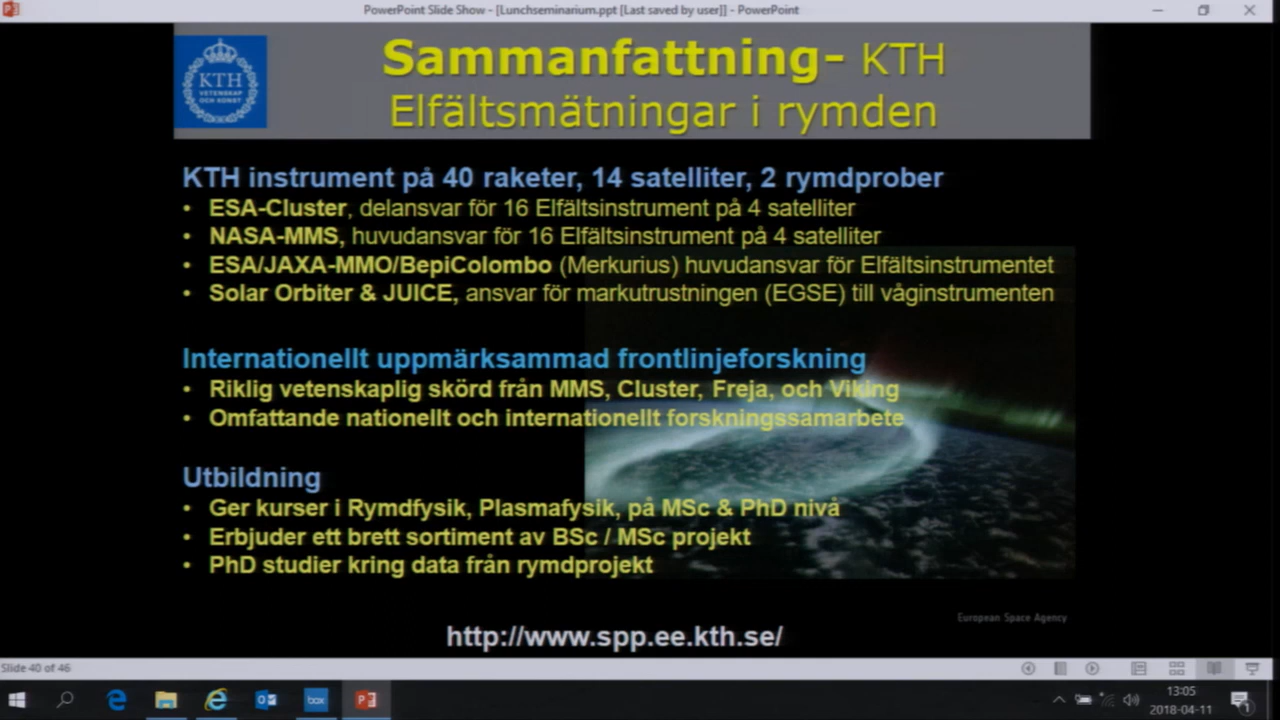 PowerPoint Slide Show - [Lunchseminarium.ppt [Last saved by user]] - PowerPoint
KTH
VETENSKAP
OCH KONST
Sammanfattning- KTH
Elfältsmätningar i rymden
KTH instrument på 40 raketer, 14 satelliter, 2 rymdprober
• ESA-Cluster, delansvar för 16 Elfältsinstrument på 4 satelliter
• NASA-MMS, huvudansvar för 16 Elfältsinstrument på 4 satelliter
• ESA/JAXA-MMO/BepiColombo (Merkurius) huvudansvar för Elfältsinstrumentet
• Solar Orbiter & JUICE, ansvar för markutrustningen (EGSE) till våginstrumenten
Internationellt uppmärksammad frontlinjeforskning
• Riklig vetenskaplig skörd från MMS, Cluster, Freja, och Viking
• Omfattande nationellt och internationellt forskningssamarbete
Utbildning
• Ger kurser i Rymdfysik, Plasmafysik, på MSc & PhD nivå
• Erbjuder ett brett sortiment av BSc / MSc projekt
• PhD studier kring data från rymdprojekt
European Space Agency
http://www.spp.ee.kth.se/
Slide 40 of 46
box
13:05
2018-04-11
1